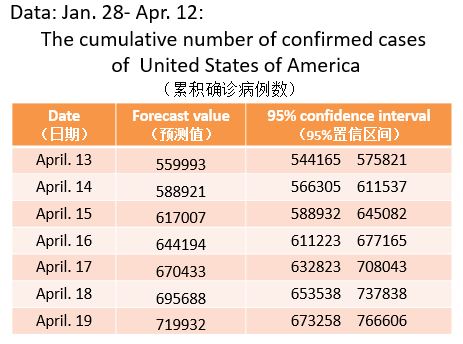 Data: Jan. 28- Apr. 12:
The cumulative number of confirmed cases
of United States of America
（累积确诊病例数）
Date Forecast value 95% confidence interval
（日期） （预测值） （95%置信区间）
April. 13 559993 544165 575821
April. 14 588921 566305 611537
April. 15 617007 588932 645082
April. 16 644194 611223 677165
April. 17 670433 632823 708043
April. 18 695688 653538 737838
April. 19 719932 673258 766606